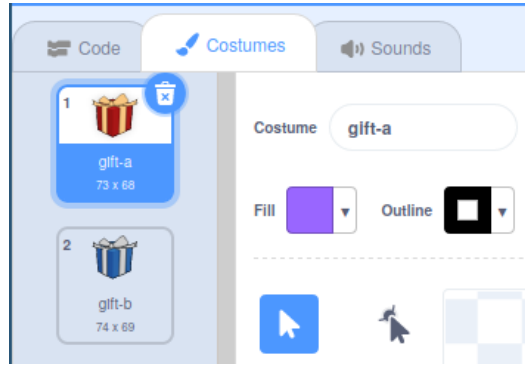 Code Costumes Sounds
1
gift-a
73 x 68
2
gift-b
74 x 69
Costume gift-a
Fill Outline